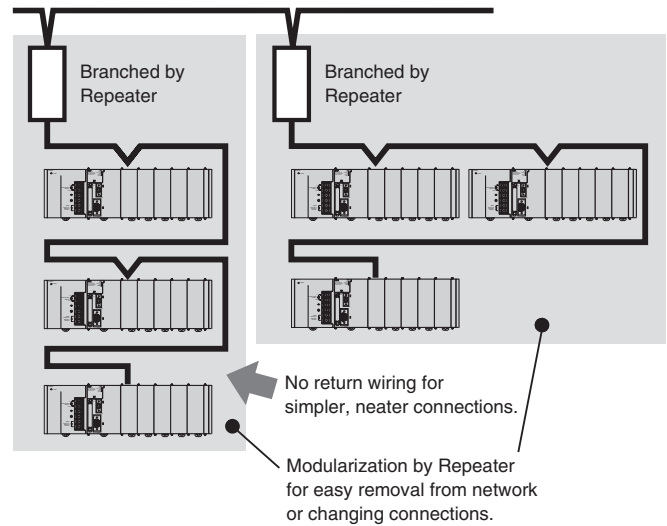 Branched by
Repeater
Branched by
Repeater
No return wiring for
simpler, neater connections.
Modularization by Repeater
for easy removal from network
or changing connections.